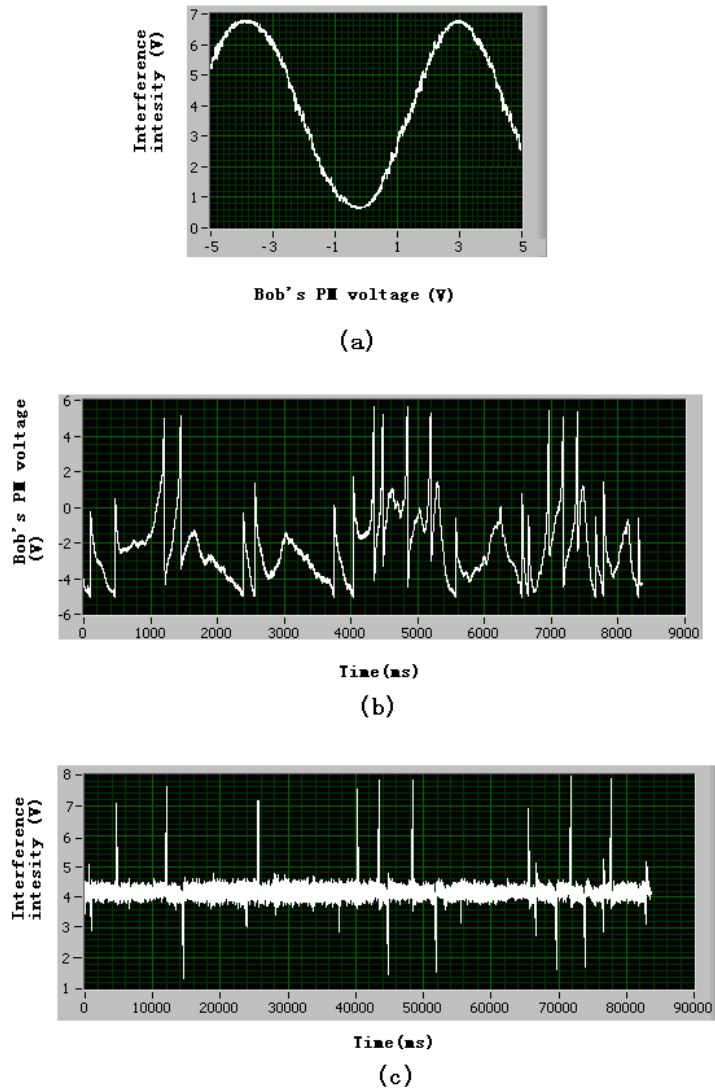 Interference
intesity (V)
7
6
5
4
3
2
1
0
-5 -3 -1 1 3 5
Bob's PM voltage (V)
(a)
Bob's PM voltage
(V)
6
4
2
0
-2
-4
-6
0 1000 2000 3000 4000 5000 6000 7000 8000 9000
Time(ms)
(b)
Interference
intesity (V)
8
7
6
5
4
3
2
1
0 10000 20000 30000 40000 50000 60000 70000 80000 90000
Time(ms)
(c)